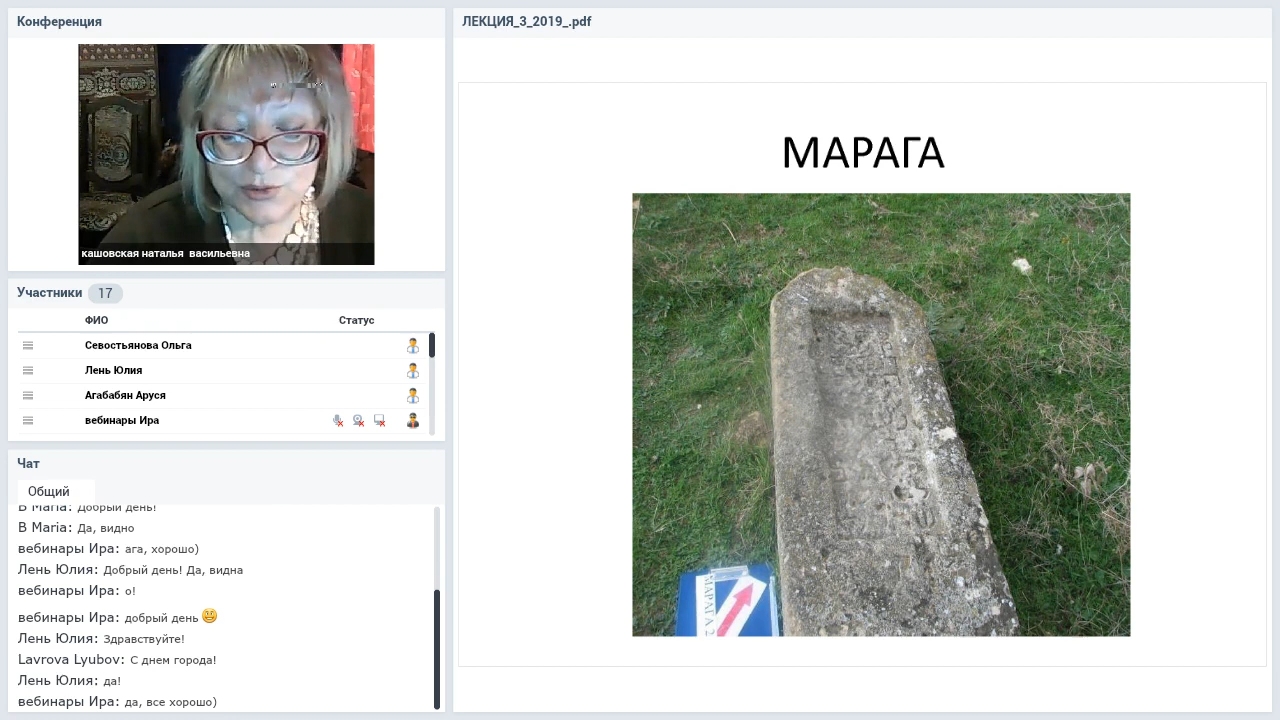 Конференция
кашовская наталья васильевна
Участники 17
ФИО Статус
Севостьянова Ольга
Лень Юлия
Агабабян Аруся
вебинары Ира
Чат
Общий
B Maria: Добрый день!
B Maria: Да, видно
вебинары Ира: ага, хорошо)
Лень Юлия: Добрый день! Да, видна
вебинары Ира: о!
вебинары Ира: добрый день
Лень Юлия: Здравствуйте!
Lavrova Lyubov: С днем города!
Лень Юлия: да!
вебинары Ира: да, все хорошо)
ЛЕКЦИЯ_3_2019_.pdf
МАРАГА
МАРАГА 2